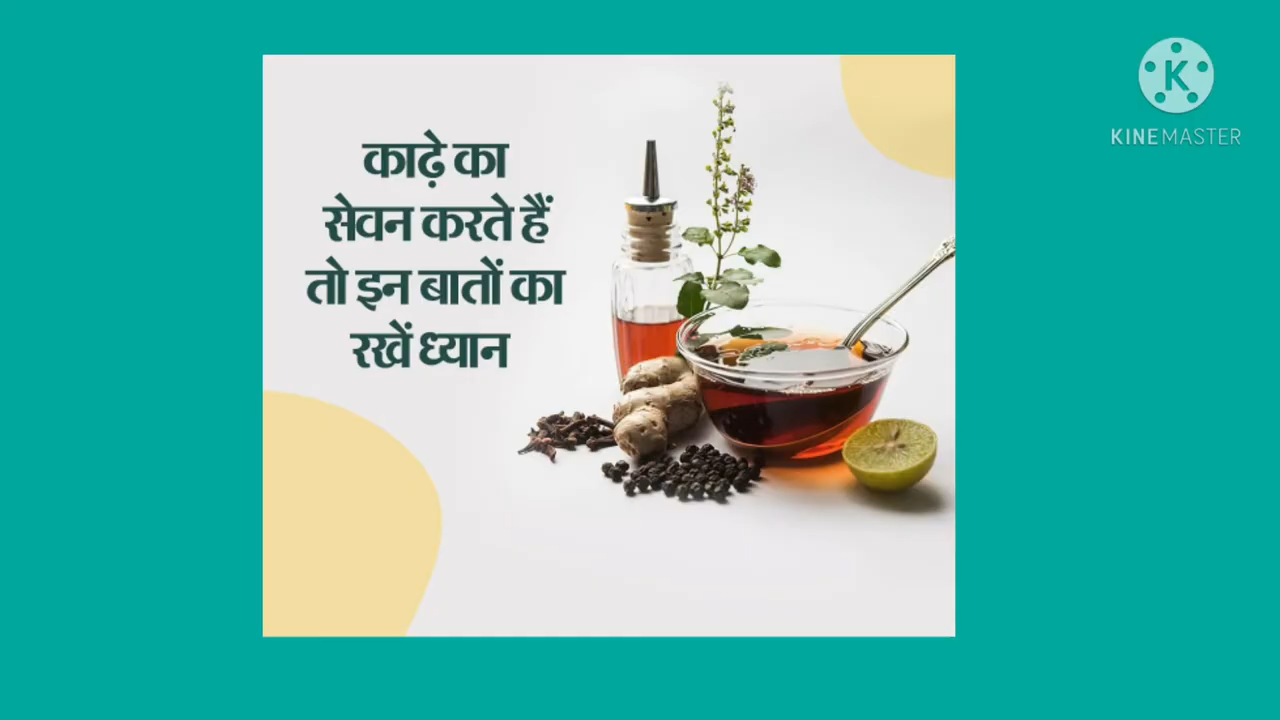 काढ़े का
सेवन करते हैं
तो इन बातों का
रखें ध्यान
K
KINEMASTER